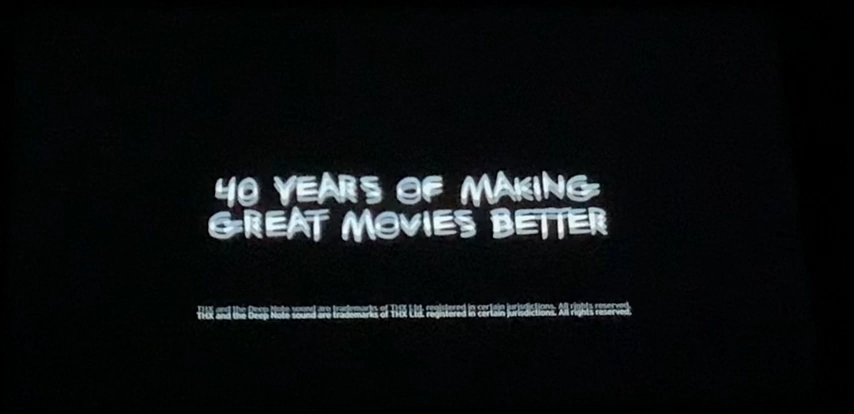 40 YEARS OF MAKING
GREAT MOVIES BETTER
THX and the Deep Note sound are trademarks of THX Ltd. registered in certain jurisdictions. All rights reserved.